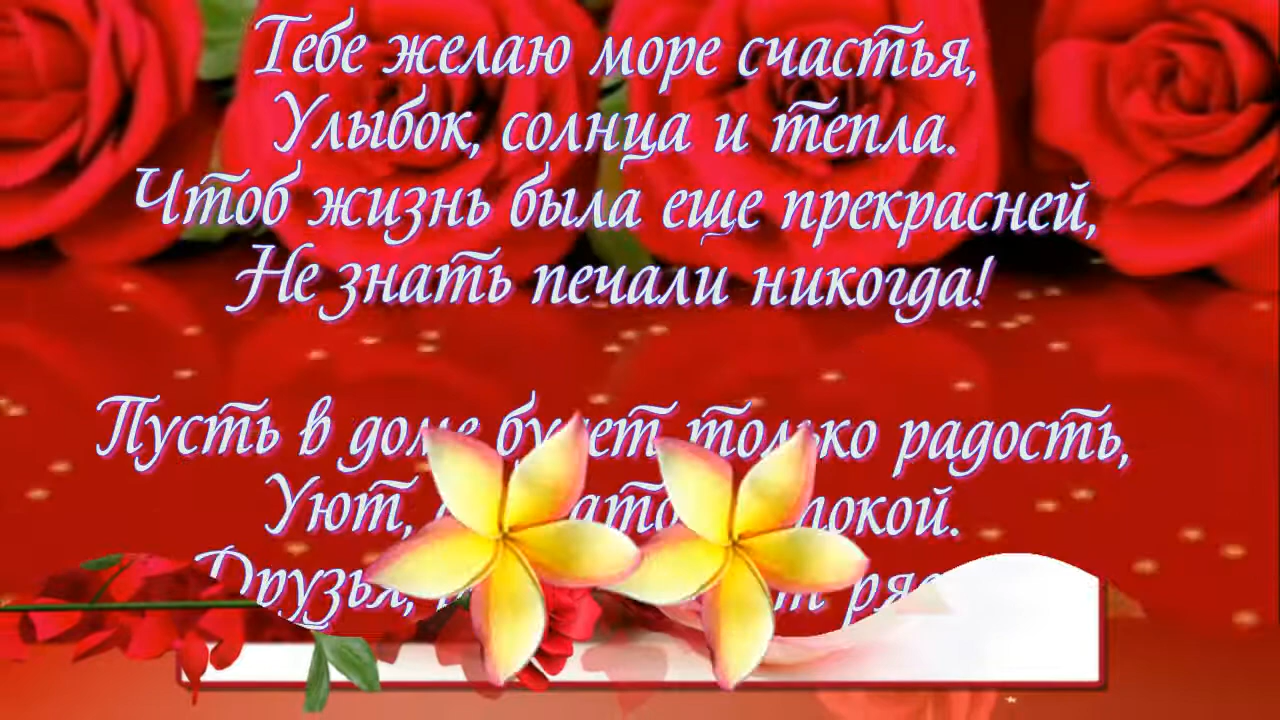 Тебе желаю море счастья,
Улыбок, солнца и тепла.
Чтоб жизнь была еще прекрасней,
Не знать печали никогда!
Пусть в доме будет только радость,
Уют,
Друзья,